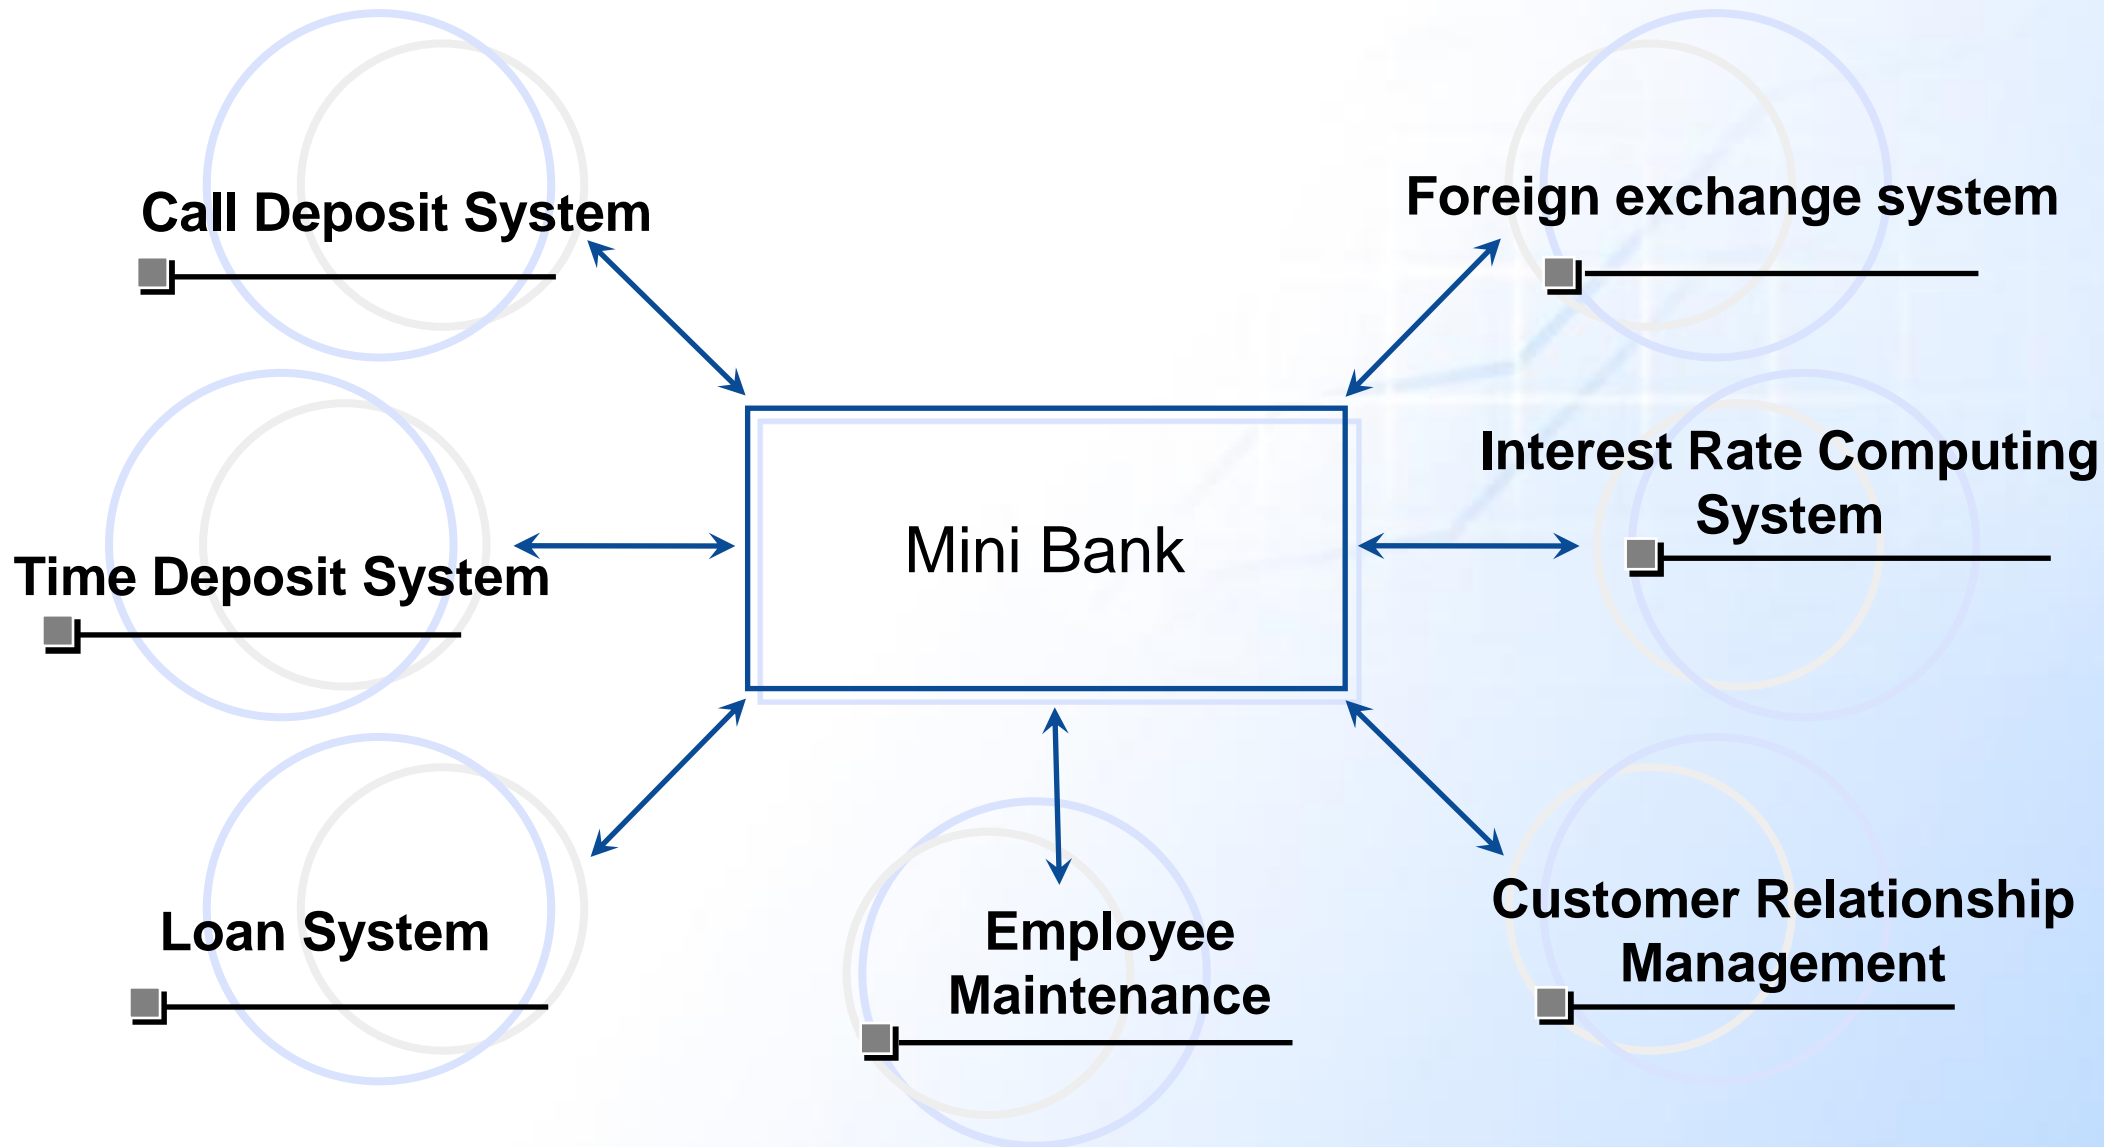 Call Deposit System
Foreign exchange system
Interest Rate Computing
System
Mini Bank
Time Deposit System
Loan System
Employee
Maintenance
Customer Relationship
Management